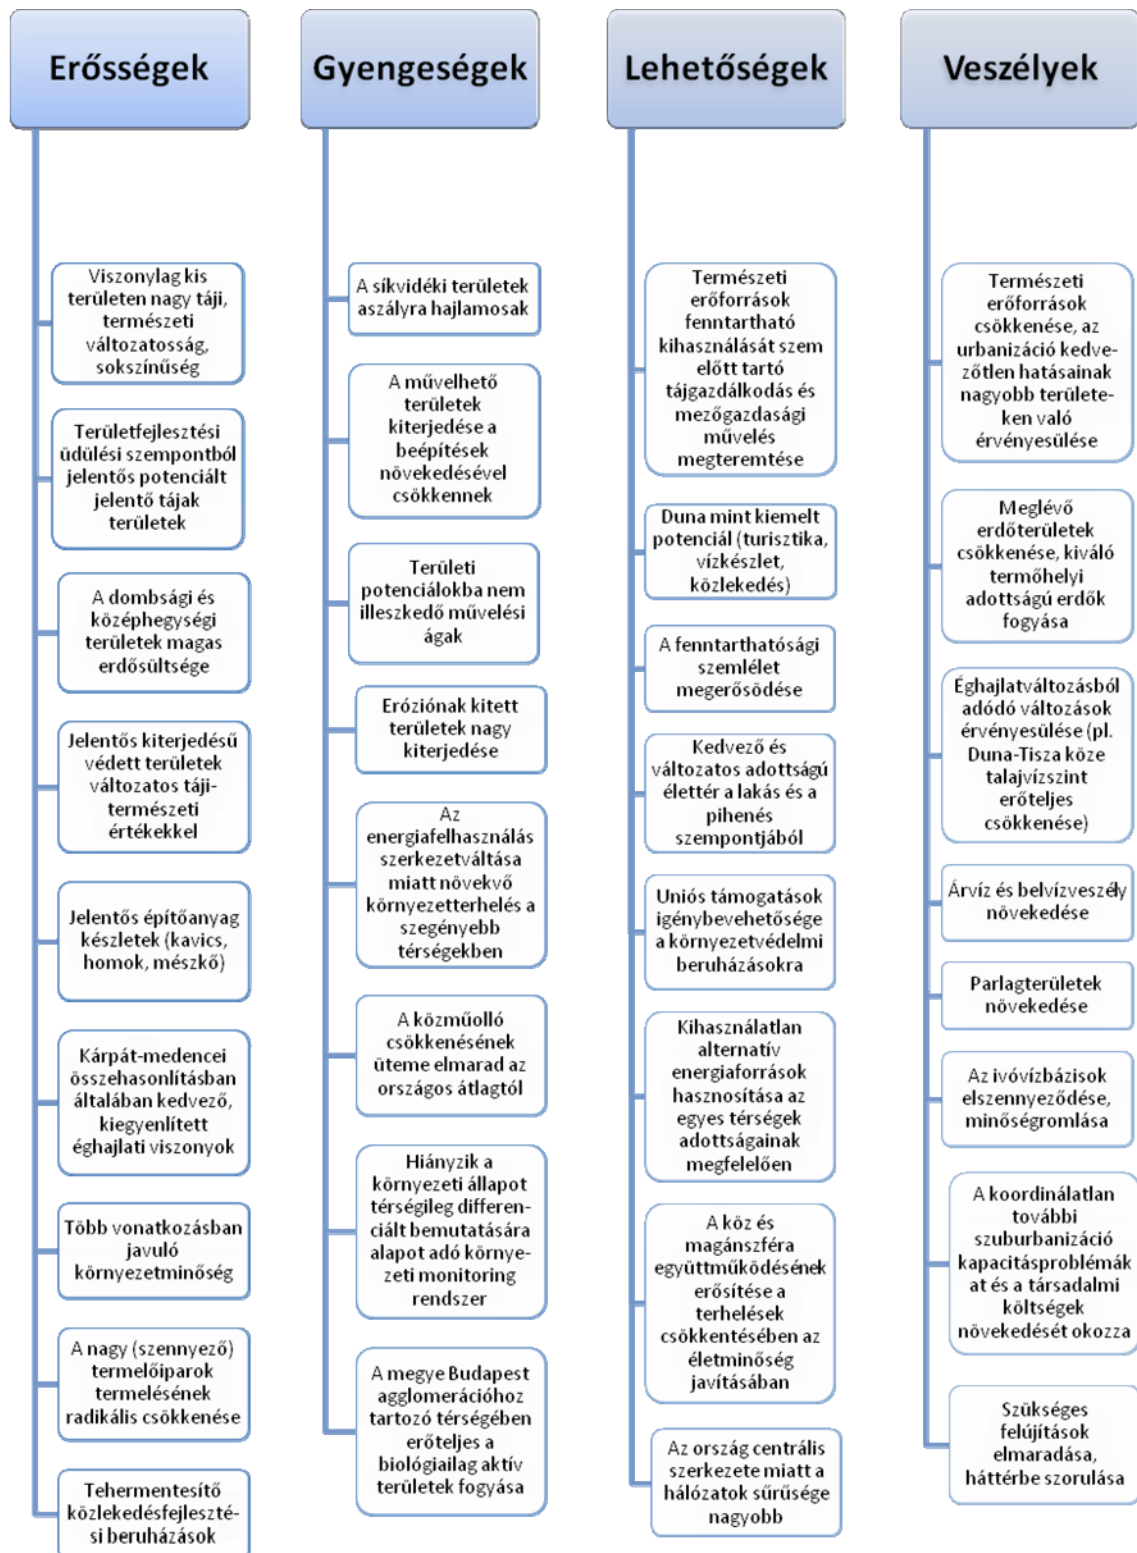 Erősségek
Viszonylag kis
területen nagy táji,
természeti
változatosság,
sokszínűség
Területfejlesztési
üdülési szempontból
jelentős potenciált
jelentő tájak
területek
A dombsági és
középhegységi
területek magas
erdősültsége
Jelentős kiterjedésű
védett területek
változatos táji-
természeti
értékekkel
Jelentős építőanyag
készletek (kavics,
homok, mészkő)
Kárpát-medencei
összehasonlításban
általában kedvező,
kiegyenlített
éghajlati viszonyok
Több vonatkozásban
javuló
környezetminőség
A nagy (szennyező)
termelőiparok
termelésének
radikális csökkenése
Tehermentesítő
közlekedésfejleszté-
si beruházások
Gyengeségek
A síkvidéki területek
aszályra hajlamosak
A művelhető
területek
kiterjedése a
beépítések
növekedésével
csökkennek
Területi
potenciálokba nem
illeszkedő művelési
ágak
Eróziónak kitett
területek nagy
kiterjedése
Az
energiafelhasználás
szerkezetváltása
miatt növekvő
környezetterhelés a
szegényebb
térségekben
A közműolló
csökkenésének
üteme elmarad az
országos átlagtól
Hiányzik a
környezeti állapot
térségileg differen-
ciált bemutatására
alapot adó környe-
zeti monitoring
rendszer
A megye Budapest
agglomerációhoz
tartozó térségében
erőteljes a
biológiailag aktív
területek fogyása
Lehetőségek
Természeti
erőforrások
fenntartható
kihasználását szem
előtt tartó
tájgazdálkodás és
mezőgazdasági
művelés
megteremtése
Duna mint kiemelt
potenciál (turisztika,
vízkészlet,
közlekedés)
A fenntarthatósági
szemlélet
megerősödése
Kedvező és
változatos adottságú
élettér a lakás és a
pihenés
szempontjából
Uniós támogatások
igénybevehetősége
a környezetvédelmi
beruházásokra
Kihasználatlan
alternatív
energiaforrások
hasznosítása az
egyes térségek
adottságainak
megfelelően
A köz és
magánszféra
együttműködésének
erősítése a
terhelések
csökkentésében az
életminőség
javításában
Az ország centrális
szerkezete miatt a
hálózatok sűrűsége
nagyobb
Veszélyek
Természeti
erőforrások
csökkenése, az
urbanizáció kedve-
zőtlen hatásainak
nagyobb területe-
ken való
érvényesülése
Meglévő
erdőterületek
csökkenése, kiváló
termőhelyi
adottságú erdők
fogyása
Éghajlatváltozásból
adódó változások
érvényesülése (pl.
Duna-Tisza köze
talajvízszint
erőteljes
csökkenése)
Árvíz és belvízveszély
növekedése
Parlagterületek
növekedése
Az ivóvízbázisok
elszennyeződése,
minőségromlása
A koordinálatlan
további
szuburbanizáció
kapacitásproblémák
at és a társadalmi
költségek
növekedését okozza
Szükséges
felújítások
elmaradása,
háttérbe szorulása